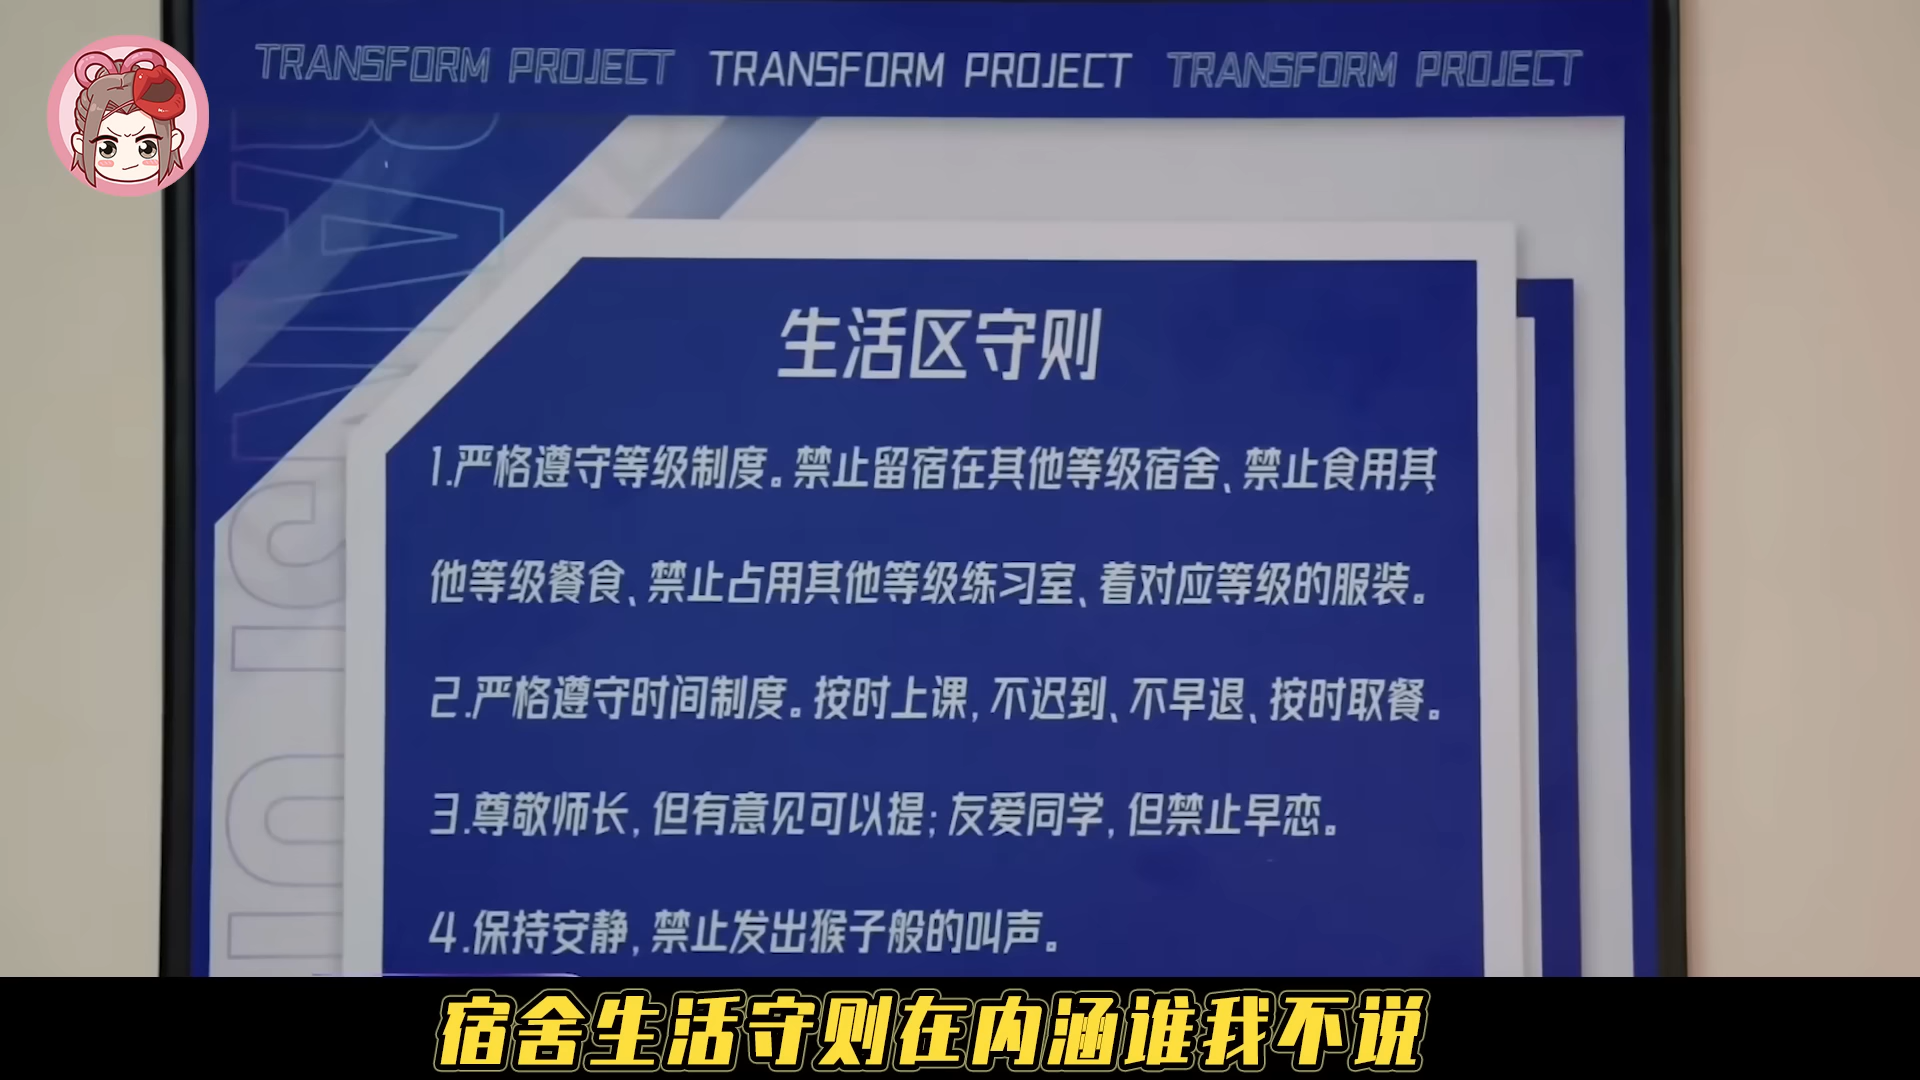 TRANSFORM PROJECT TRANSFORM PROJECT TRANSFORM PROJECT
生活区守则
1.严格遵守等级制度。禁止留宿在其他等级宿舍、禁止食用其
他等级餐食、禁止占用其他等级练习室、着对应等级的服装。
2.严格遵守时间制度。按时上课,不迟到、不早退、按时取餐。
3.尊敬师长,但有意见可以提;友爱同学,但禁止早恋。
4.保持安静,禁止发出猴子般的叫声。
宿舍生活守则在内涵谁我不说